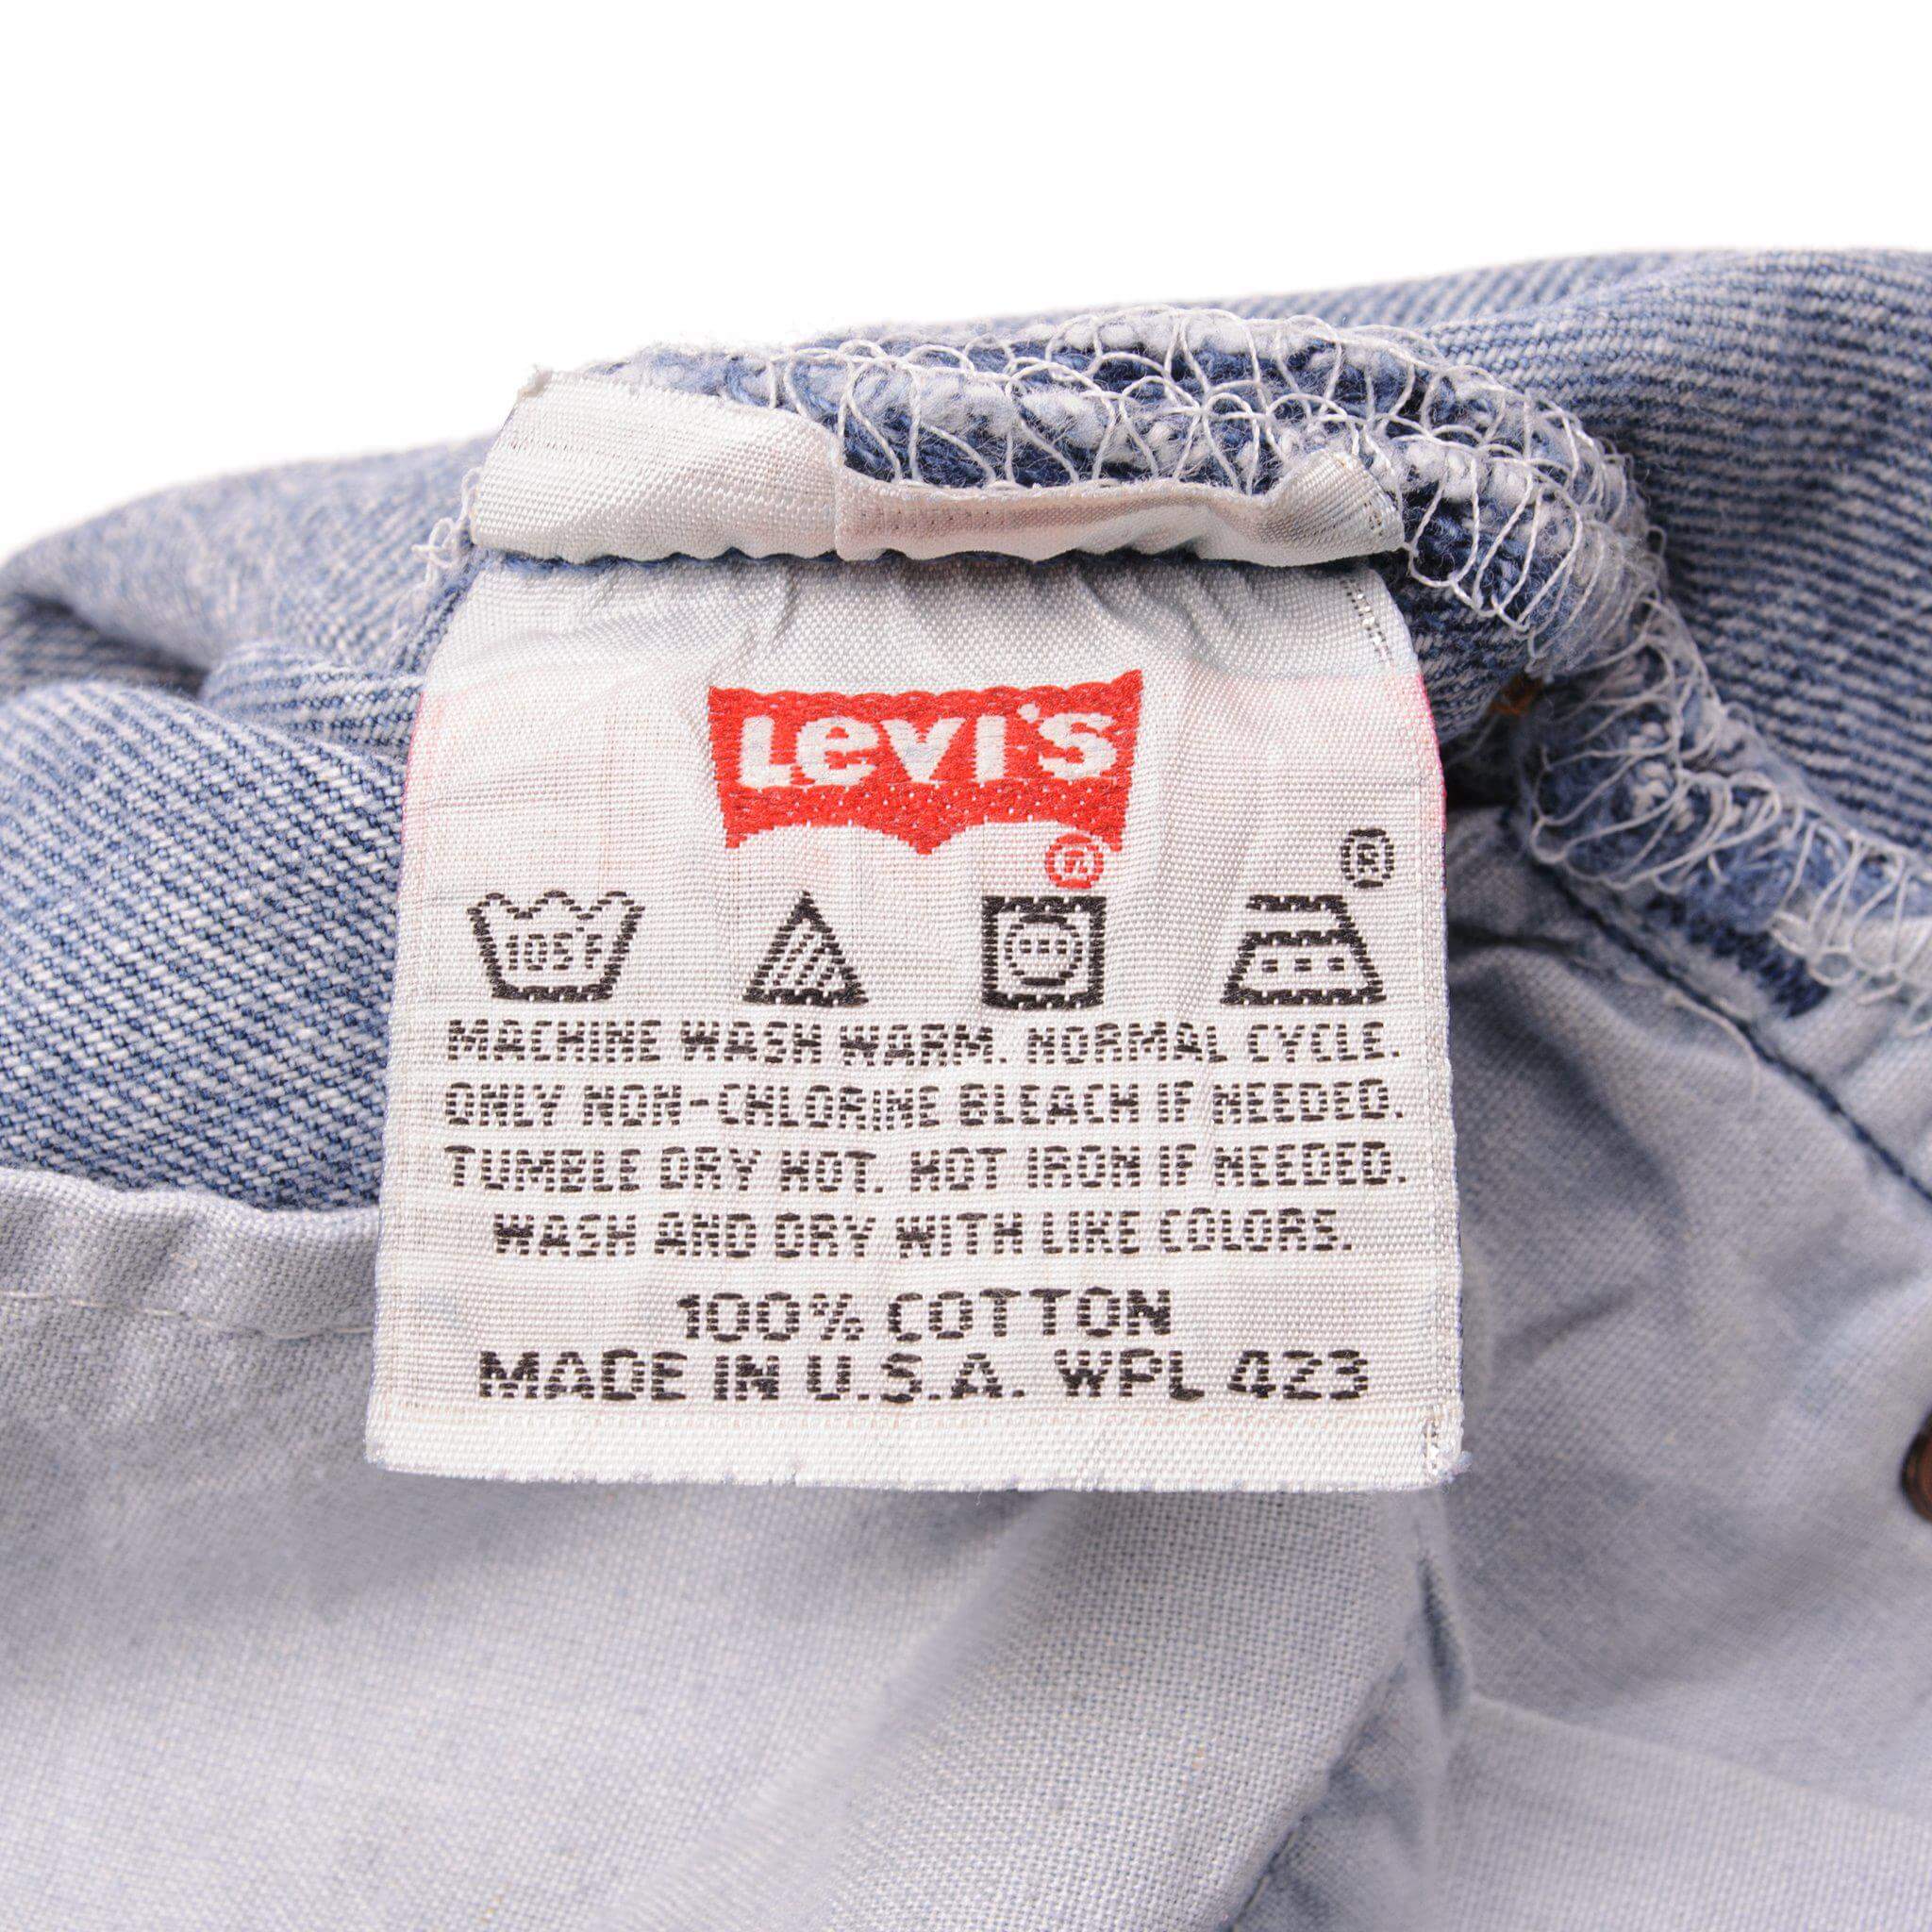 Levi's
®
®
105°F
MACHINE WASH WARM. NORMAL CYCLE.
ONLY NON-CHLORINE BLEACH IF NEEDED.
TUMBLE DRY HOT. HOT IRON IF NEEDED.
WASH AND DRY WITH LIKE COLORS.
100% COTTON
MADE IN U.S.A. WPL 423